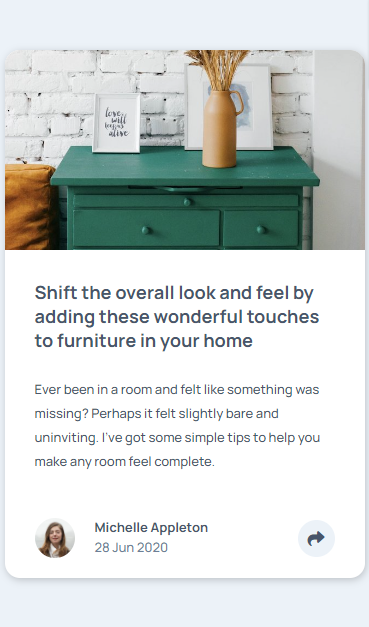 love
will
keep us
alive
Shift the overall look and feel by
adding these wonderful touches
to furniture in your home
Ever been in a room and felt like something was
missing? Perhaps it felt slightly bare and
uninviting. I've got some simple tips to help you
make any room feel complete.
Michelle Appleton
28 Jun 2020